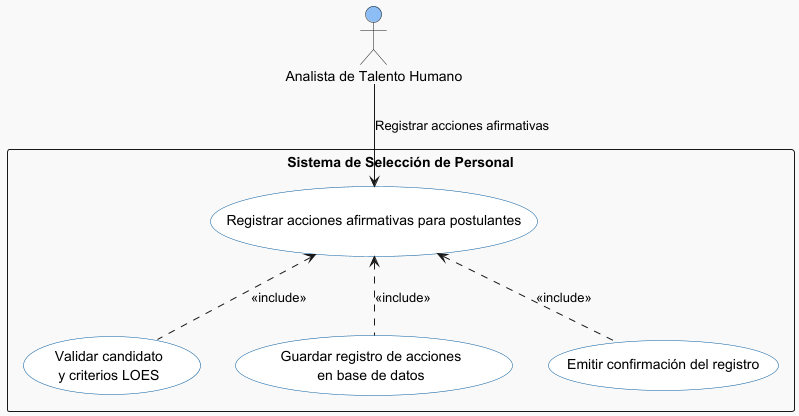 Analista de Talento Humano
Registrar acciones afirmativas
Sistema de Selección de Personal
Registrar acciones afirmativas para postulantes
«include»
«include»
«include»
Validar candidato
y criterios LOES
Guardar registro de acciones
en base de datos
Emitir confirmación del registro